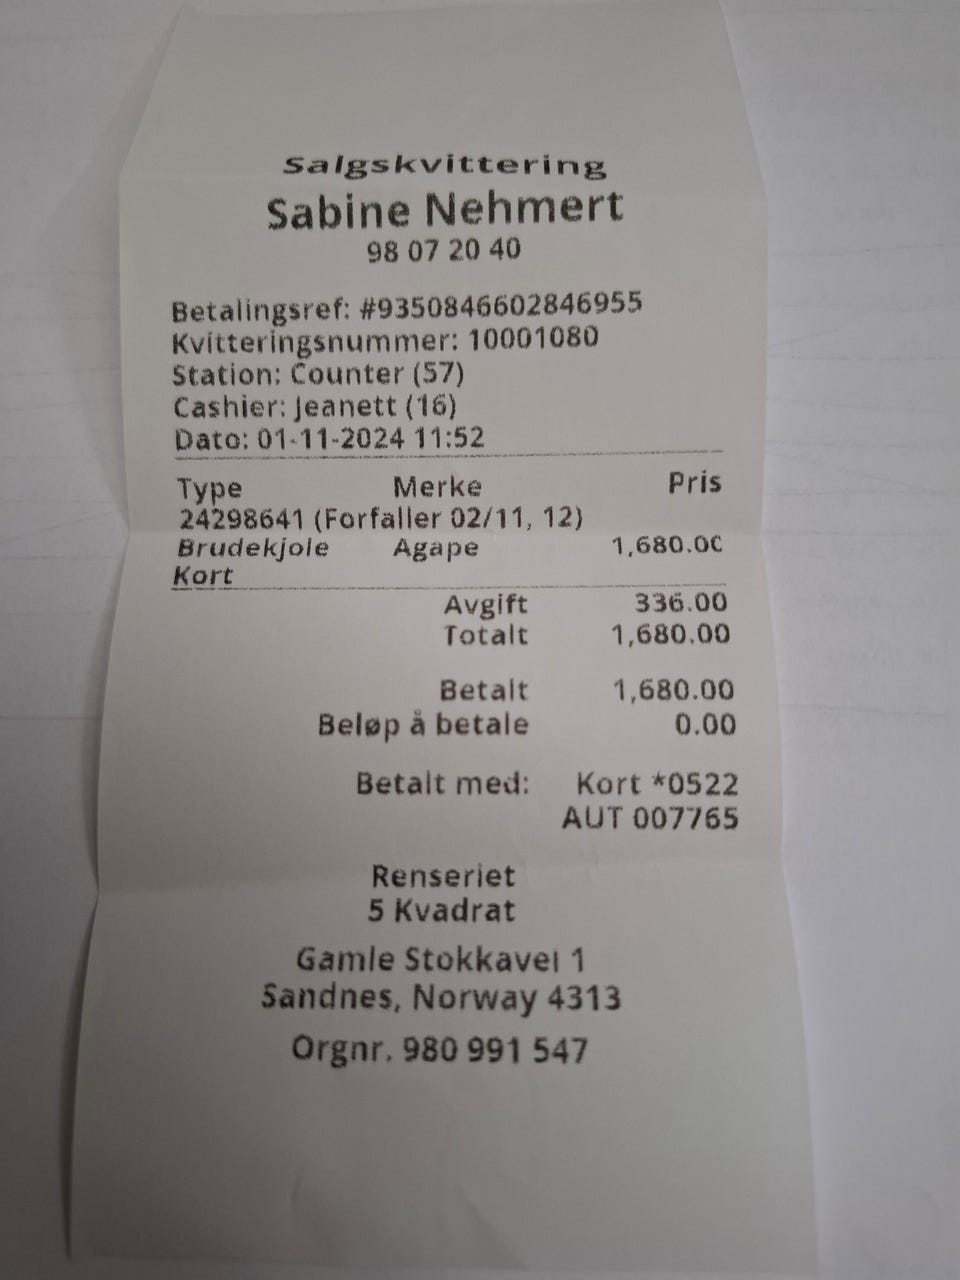 Salgskvittering
Sabine Nehmert
98 07 20 40
Betalingsref: #9350846602846955
Kvitteringsnummer: 10001080
Station: Counter (57)
Cashier: Jeanett (16)
Dato: 01-11-2024 11:52
Type Merke Pris
24298641 (Forfaller 02/11, 12)
Brudekjole Agape 1,680.00
Kort
Avgift 336.00
Totalt 1,680.00
Betalt 1,680.00
Beløp å betale 0.00
Betalt med: Kort *0522
AUT 007765
Renseriet
5 Kvadrat
Gamle Stokkavei 1
Sandnes, Norway 4313
Orgnr. 980 991 547